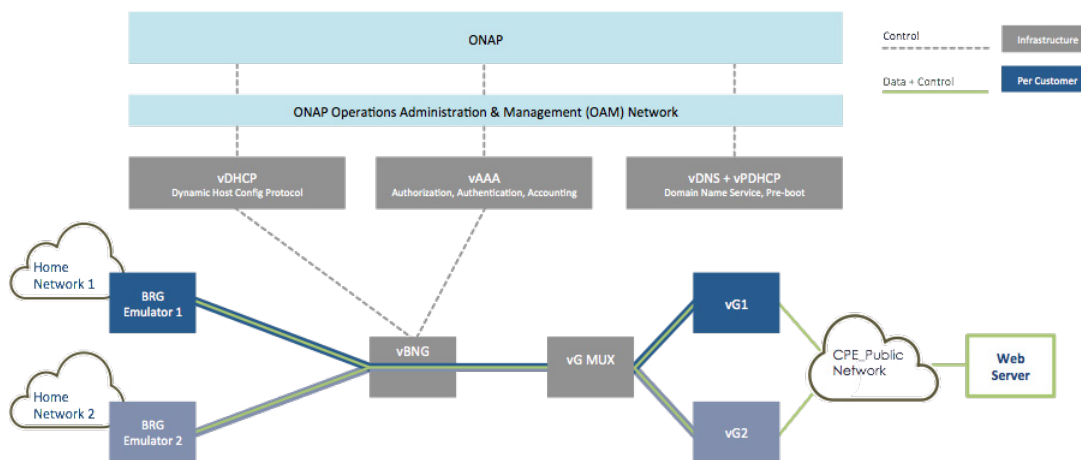 ONAP
Control
Infrastructure
Data + Control
Per Customer
ONAP Operations Administration & Management (OAM) Network
vDHCP
Dynamic Host Config Protocol
vAAA
Authorization, Authentication, Accounting
vDNS + vPDHCP
Domain Name Service, Pre-boot
Home
Network 1
BRG
Emulator 1
vBNG
vG MUX
vG1
CPE_Public
Network
Web
Server
Home
Network 2
BRG
Emulator 2
vG2